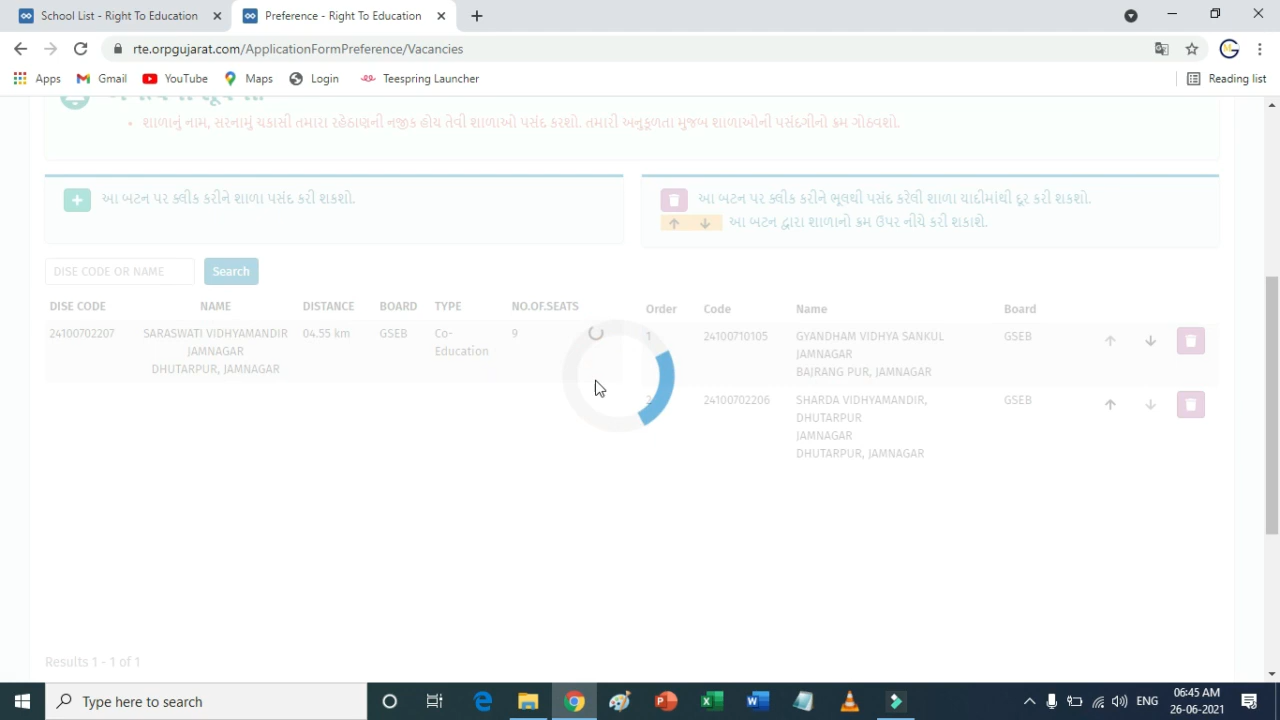 School List - Right To Education
Preference - Right To Education
rte.orpgujarat.com/ApplicationFormPreference/Vacancies
Apps
Gmail
YouTube
Maps
Login
Teespring Launcher
Reading list
શાળાનું નામ, સરનામું ચકાસી તમારા રહેઠાણની નજીક હોય તેવી શાળાઓ પસંદ કરશો. તમારી અનુકૂળતા મુજબ શાળાઓની પસંદગીનો ક્રમ ગોઠવશો.
આ બટન પર ક્લીક કરીને શાળા પસંદ કરી શકશો.
આ બટન પર ક્લીક કરીને ભૂલથી પસંદ કરેલી શાળા યાદીમાંથી દૂર કરી શકશો.
આ બટન દ્વારા શાળાનો ક્રમ ઉપર નીચે કરી શકાશે.
DISE CODE OR NAME
Search
DISE CODE NAME DISTANCE BOARD TYPE NO.OF.SEATS
24100702207 SARASWATI VIDHYAMANDIR 04.55 km GSEB Co- 9
JAMNAGAR Education
DHUTARPUR, JAMNAGAR
Order Code Name Board
1 24100710105 GYANDHAM VIDHYA SANKUL GSEB
JAMNAGAR
BAJRANG PUR, JAMNAGAR
2 24100702206 SHARDA VIDHYAMANDIR, GSEB
DHUTARPUR
JAMNAGAR
DHUTARPUR, JAMNAGAR
Results 1 - 1 of 1
Type here to search
ENG
06:45 AM
26-06-2021